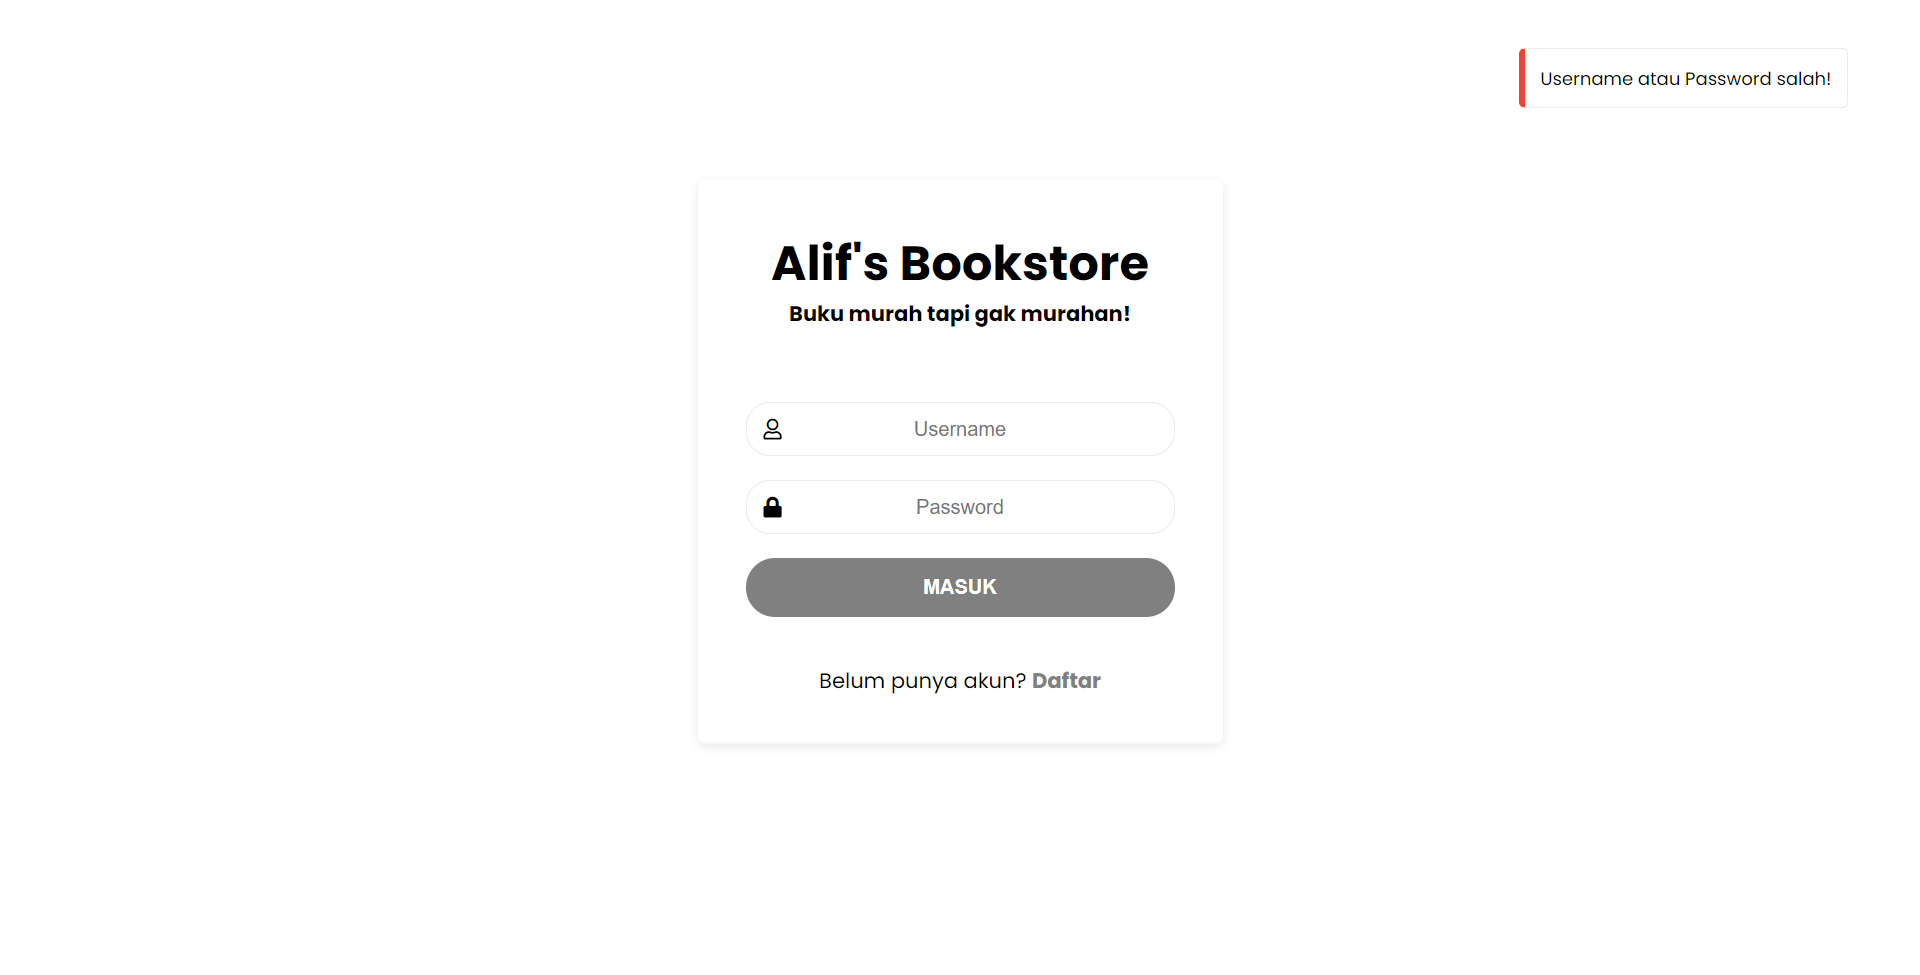 Username atau Password salah!
Alif's Bookstore
Buku murah tapi gak murahan!
Username
Password
MASUK
Belum punya akun? Daftar